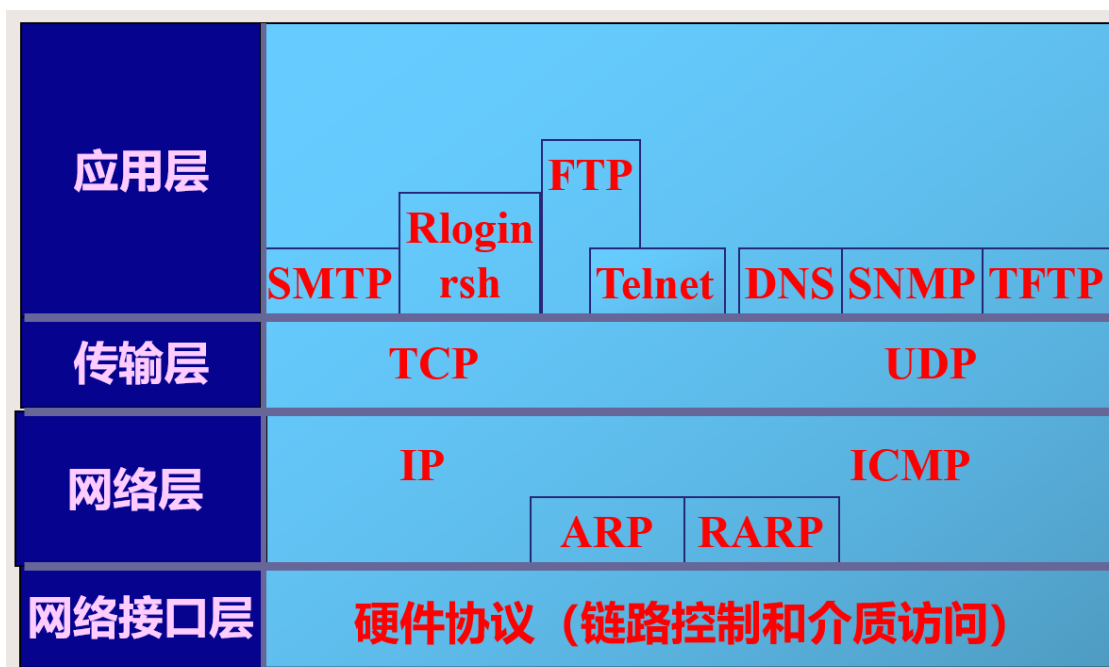 应用层
FTP
Rlogin
SMTP rsh Telnet DNS SNMP TFTP
传输层 TCP UDP
网络层 IP ICMP
ARP RARP
网络接口层 硬件协议（链路控制和介质访问）